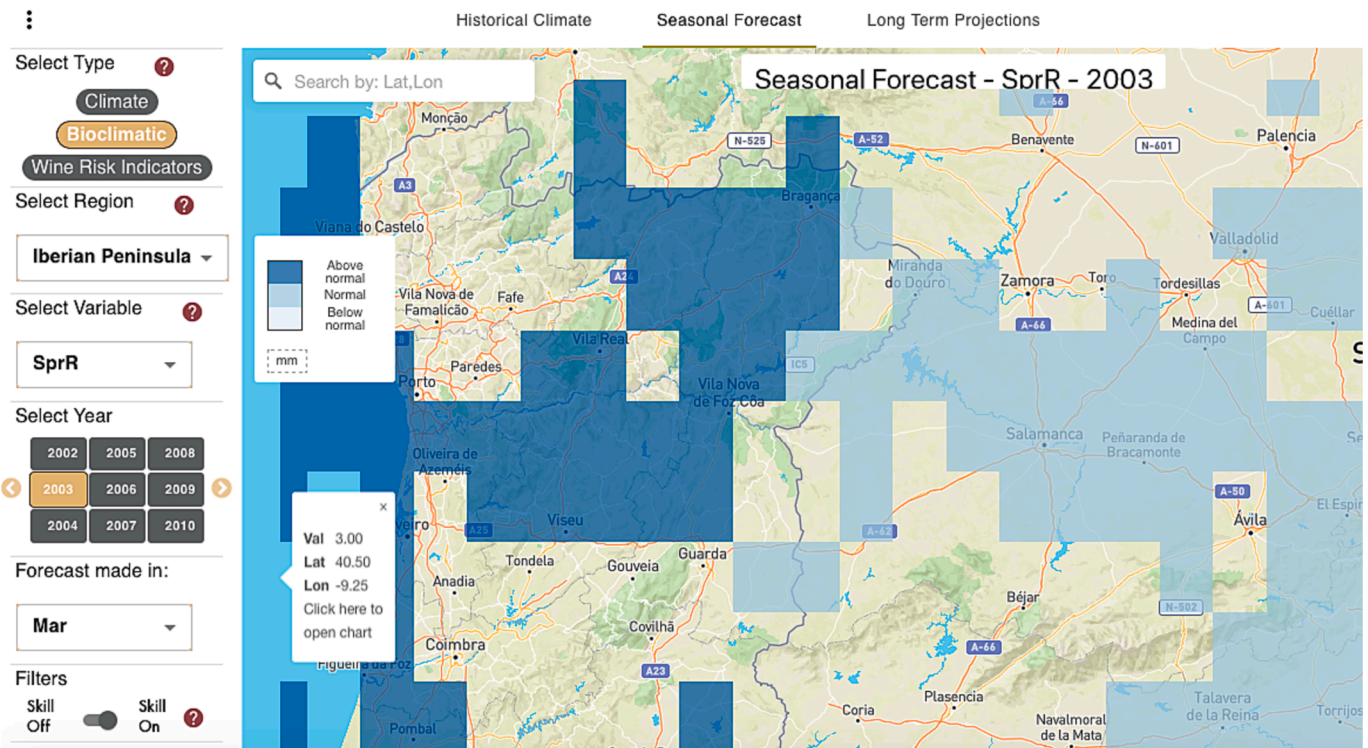 Historical Climate
Seasonal Forecast
Long Term Projections
Select Type
?
Climate
Bioclimatic
Wine Risk Indicators
Select Region
?
Iberian Peninsula
Select Variable
?
SprR
Select Year
2002
2005
2008
2003
2006
2009
2004
2007
2010
Forecast made in:
Mar
Filters
Skill
Off
Skill
On
?
Search by: Lat,Lon
Seasonal Forecast - SprR - 2003
Above
normal
Normal
Below
normal
mm
×
Val 3.00
Lat 40.50
Lon -9.25
Click here to
open chart
Monção
N-525
A-52
A-66
Benavente
N-601
Palencia
A3
Bragança
Viana do Castelo
Valladolid
A24
Miranda
do Douro
Zamora
Toro
Tordesillas
Vila Nova de
Famalicão
Fafe
A-601
A-66
Cuéllar
Medina del
Campo
Vila Real
Paredes
IC5
Porto
Vila Nova
de Foz Côa
Salamanca
Peñaranda de
Bracamonte
Oliveira de
Azeméis
A-50
El Espir
A25
Viseu
A-62
Ávila
veiro
Tondela
Gouveia
Guarda
Anadia
Béjar
N-502
Covilhã
Coimbra
A-66
Figueira da Foz
A23
Plasencia
Talavera
de la Reina
Torrijos
Coria
Navalmoral
de la Mata
Pombal